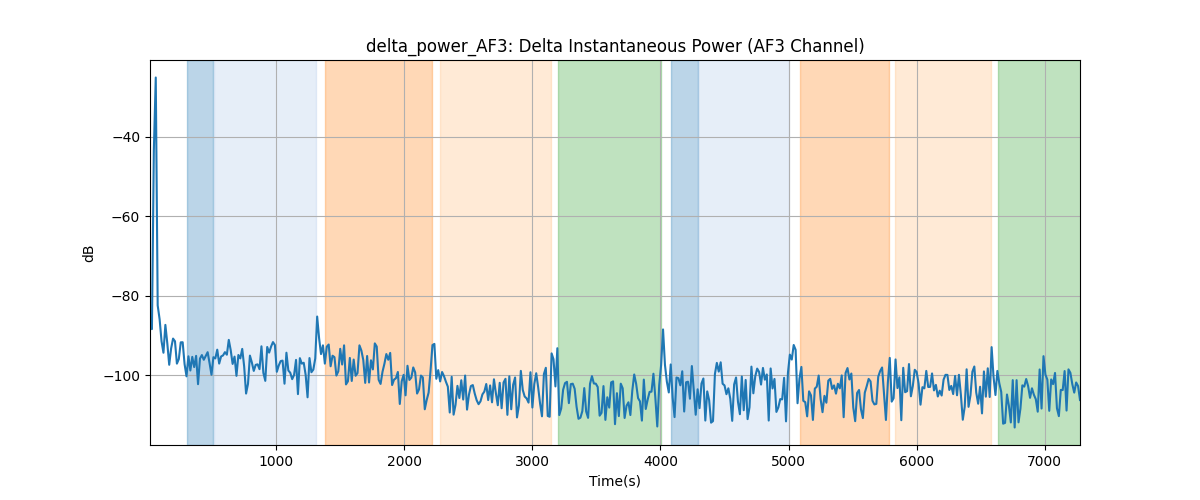 delta_power_AF3: Delta Instantaneous Power (AF3 Channel)
−40
−60
−80
−100
dB
1000 2000 3000 4000 5000 6000 7000
Time(s)